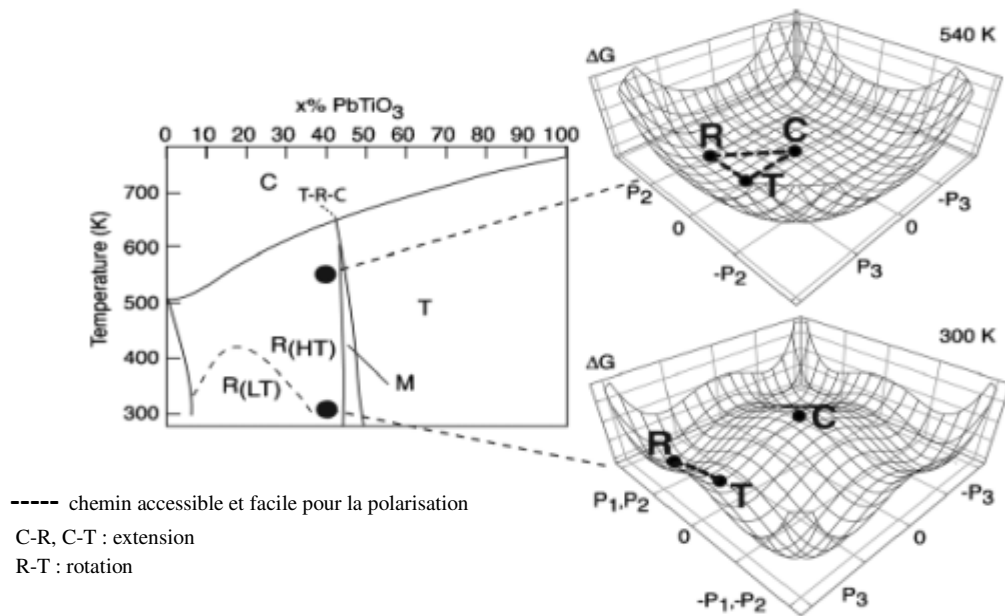 x% PbTiO3
0 10 20 30 40 50 60 70 80 90 100
Temperature (K)
700
600
500
400
300
C
T-R-C
T
R(HT)
R(LT)
M
540 K
ΔG
R
C
T
P2
0
-P2
P3
0
-P3
300 K
ΔG
R
C
T
P1,P2
0
-P1,-P2
P3
0
-P3
----- chemin accessible et facile pour la polarisation
C-R, C-T : extension
R-T : rotation